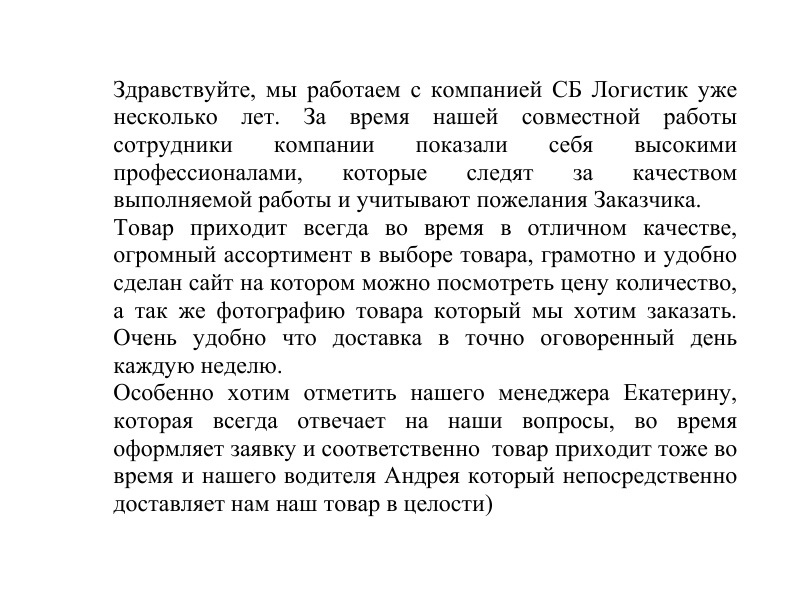 Здравствуйте, мы работаем с компанией СБ Логистик уже
несколько лет. За время нашей совместной работы
сотрудники компании показали себя высокими
профессионалами, которые следят за качеством
выполняемой работы и учитывают пожелания Заказчика.
Товар приходит всегда во время в отличном качестве,
огромный ассортимент в выборе товара, грамотно и удобно
сделан сайт на котором можно посмотреть цену количество,
а так же фотографию товара который мы хотим заказать.
Очень удобно что доставка в точно оговоренный день
каждую неделю.
Особенно хотим отметить нашего менеджера Екатерину,
которая всегда отвечает на наши вопросы, во время
оформляет заявку и соответственно  товар приходит тоже во
время и нашего водителя Андрея который непосредственно
доставляет нам наш товар в целости)